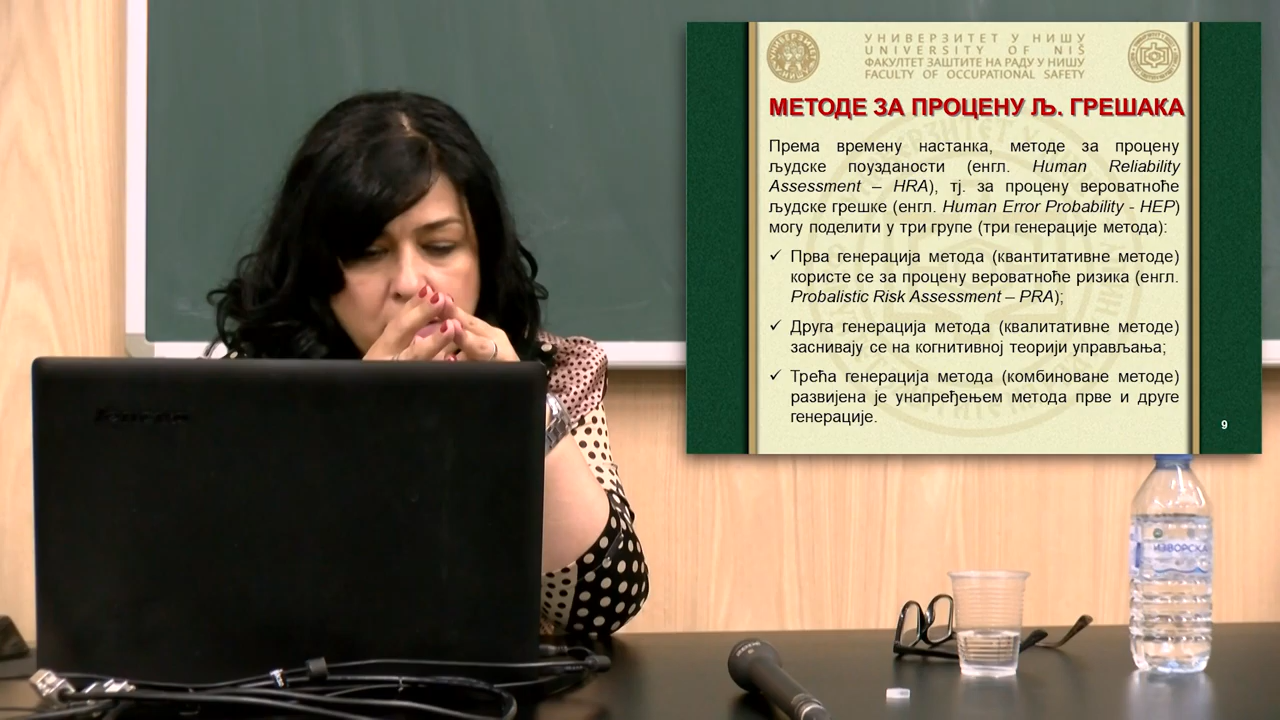 УНИВЕРЗИТЕТ У НИШУ
UNIVERSITY OF NIŠ
ФАКУЛТЕТ ЗАШТИТЕ НА РАДУ У НИШУ
FACULTY OF OCCUPATIONAL SAFETY
МЕТОДЕ ЗА ПРОЦЕНУ Љ. ГРЕШАКА
Према времену настанка, методе за процену
људске поузданости (енгл. Human Reliability
Assessment – HRA), тј. за процену вероватноће
људске грешке (енгл. Human Error Probability - HEP)
могу поделити у три групе (три генерације метода):
✓ Прва генерација метода (квантитативне методе)
користе се за процену вероватноће ризика (енгл.
Probalistic Risk Assessment – PRA);
✓ Друга генерација метода (квалитативне методе)
заснивају се на когнитивној теорији управљања;
✓ Трећа генерација метода (комбиноване методе)
развијена је унапређењем метода прве и друге
генерације.
9
ИЗВОРСКА
lenovo